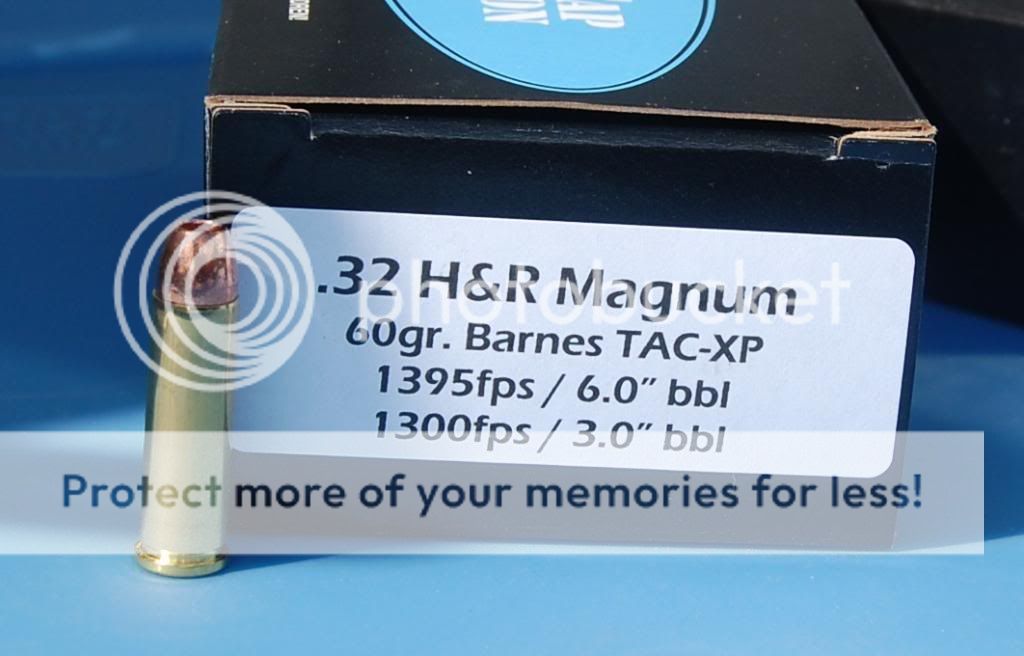 .32 H&R Magnum
60gr. Barnes TAC-XP
1395fps / 6.0" bbl
1300fps / 3.0" bbl
photobucket
Protect more of your memories for less!